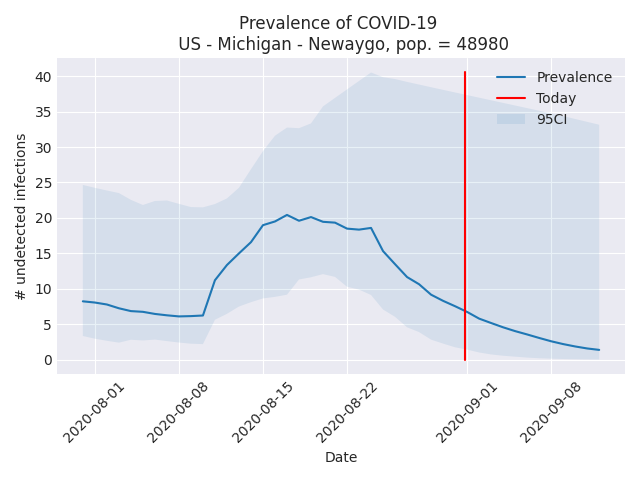 Prevalence of COVID-19
US - Michigan - Newaygo, pop. = 48980
Prevalence
Today
95CI
# undetected infections
40
35
30
25
20
15
10
5
0
2020-08-01
2020-08-08
2020-08-15
2020-08-22
2020-09-01
2020-09-08
Date